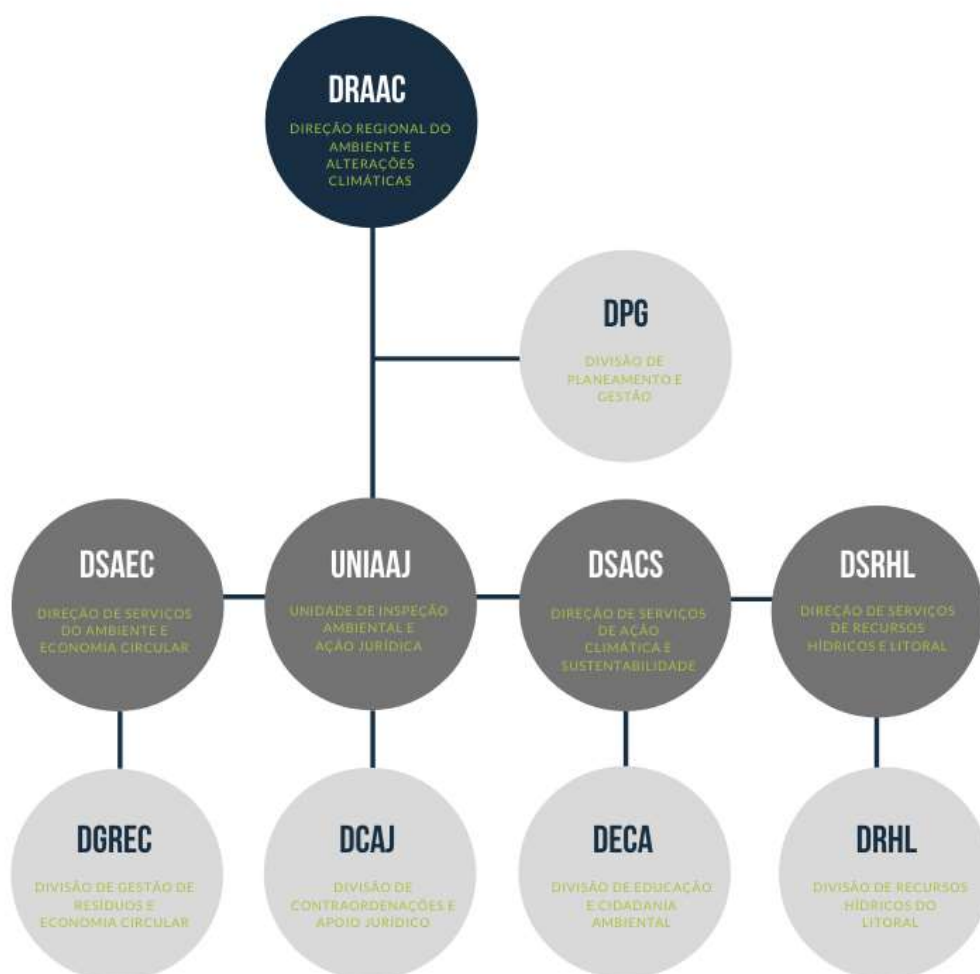 DRAAC
DIREÇÃO REGIONAL DO
AMBIENTE E
ALTERAÇÕES
CLIMÁTICAS
DPG
DIVISÃO DE
PLANEAMENTO E
GESTÃO
DSAEC
DIREÇÃO DE SERVIÇOS
DO AMBIENTE E
ECONOMIA CIRCULAR
UNIAAJ
UNIDADE DE INSPEÇÃO
AMBIENTAL E
AÇÃO JURÍDICA
DSACS
DIREÇÃO DE SERVIÇOS
DE AÇÃO
CLIMÁTICA E
SUSTENTABILIDADE
DSRHL
DIREÇÃO DE SERVIÇOS
DE RECURSOS
HÍDRICOS E LITORAL
DGREC
DIVISÃO DE GESTÃO DE
RESÍDUOS E
ECONOMIA CIRCULAR
DCAJ
DIVISÃO DE
CONTRAORDENAÇÕES E
APOIO JURÍDICO
DECA
DIVISÃO DE EDUCAÇÃO
E CIDADANIA
AMBIENTAL
DRHL
DIVISÃO DE RECURSOS
HÍDRICOS DO
LITORAL